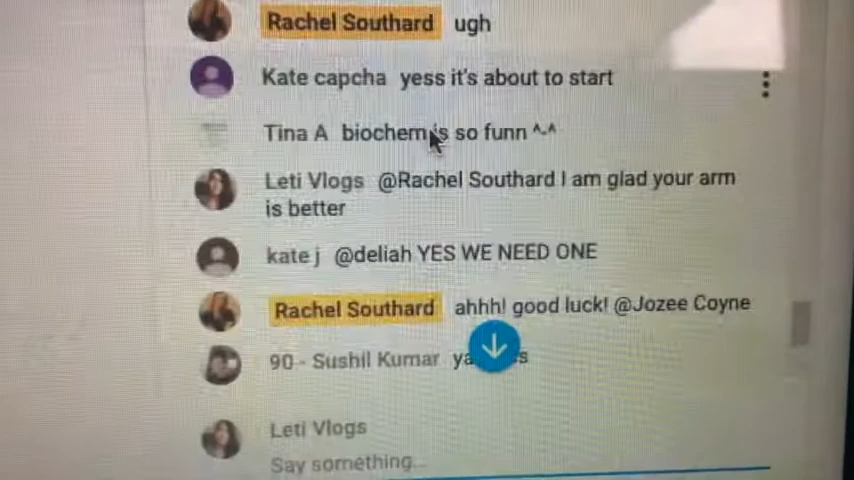 Rachel Southard ugh
Kate capcha yess it's about to start
Tina A biochem is so funn ^-^
Leti Vlogs @Rachel Southard I am glad your arm
is better
kate j @deliah YES WE NEED ONE
Rachel Southard ahhh! good luck! @Jozee Coyne
90 - Sushil Kumar
Leti Vlogs
Say something...